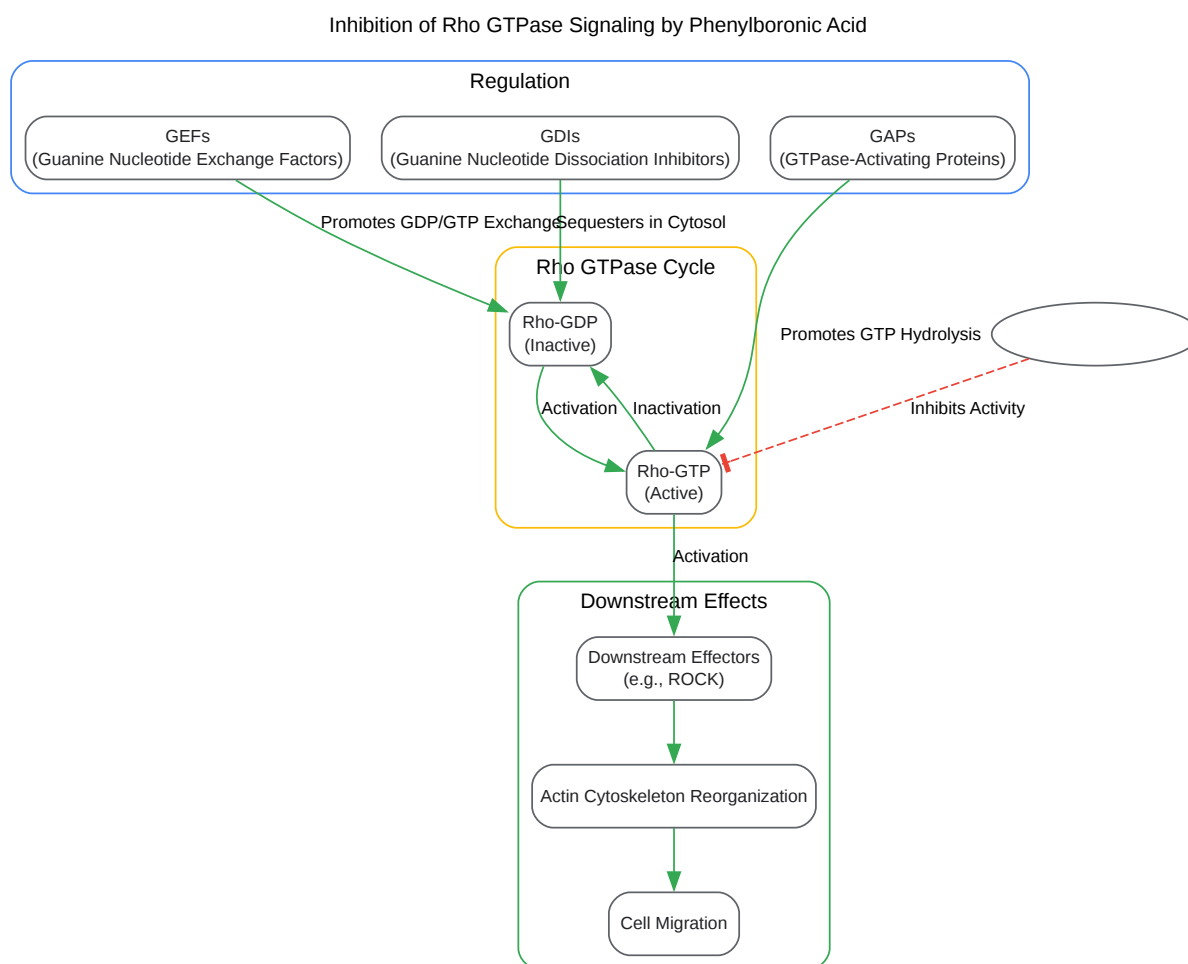 Inhibition of Rho GTPase Signaling by Phenylboronic Acid
Regulation
GEFs
(Guanine Nucleotide Exchange Factors)
GDIs
(Guanine Nucleotide Dissociation Inhibitors)
GAPs
(GTPase-Activating Proteins)
Promotes GDP/GTP Exchange
Sequesters in Cytosol
Rho GTPase Cycle
Rho-GDP
(Inactive)
Promotes GTP Hydrolysis
Activation
Inactivation
Inhibits Activity
Rho-GTP
(Active)
Activation
Downstream Effects
Downstream Effectors
(e.g., ROCK)
Actin Cytoskeleton Reorganization
Cell Migration